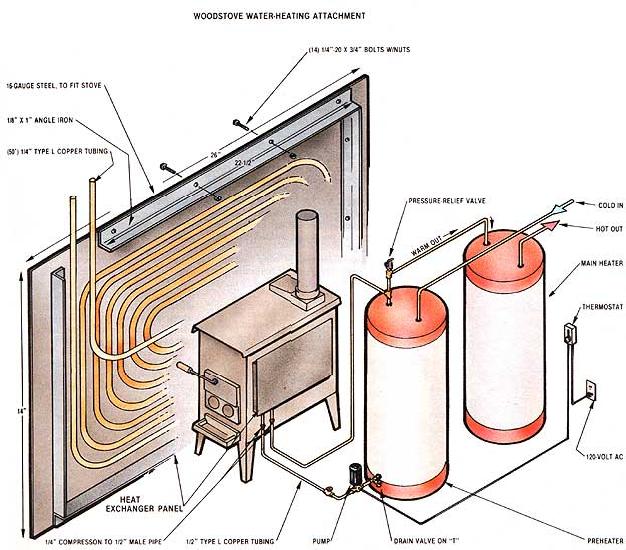 WOODSTOVE WATER-HEATING ATTACHMENT
(14) 1/4"-20 X 3/4" BOLTS W/NUTS
16-GAUGE STEEL, TO FIT STOVE
1/8" X 1" ANGLE IRON
(50') 1/4" TYPE L COPPER TUBING
26"
22-1/2"
PRESSURE-RELIEF VALVE
WARM OUT
COLD IN
HOT OUT
MAIN HEATER
THERMOSTAT
14"
120-VOLT AC
HEAT
EXCHANGER PANEL
1/4" COMPRESSON TO 1/2" MALE PIPE
1/2" TYPE L COPPER TUBING
PUMP
DRAIN VALVE ON "T"
PREHEATER